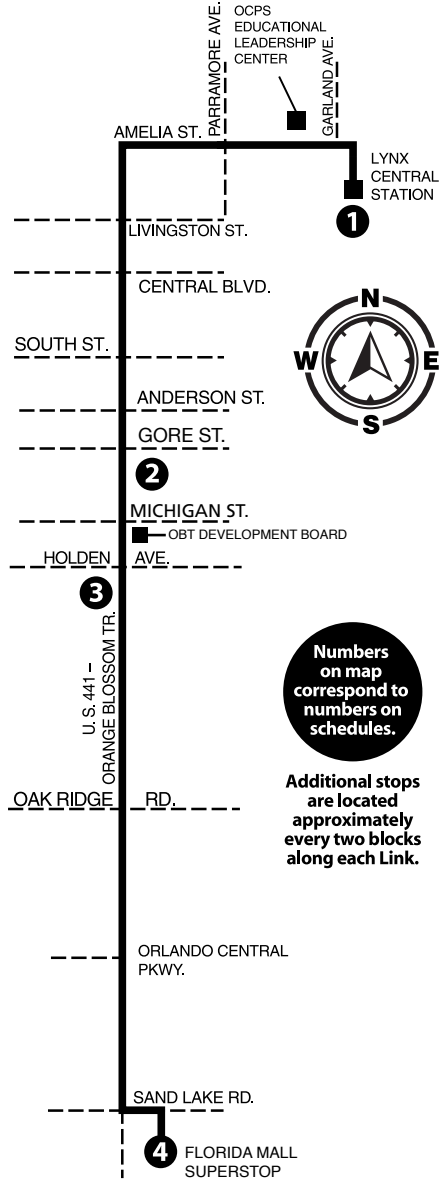 PARRAMORE AVE.
OCPS
EDUCATIONAL
LEADERSHIP
CENTER
GARLAND AVE.
AMELIA ST.
LYNX
CENTRAL
STATION
1
LIVINGSTON ST.
CENTRAL BLVD.
N
W E
S
SOUTH ST.
ANDERSON ST.
GORE ST.
2
MICHIGAN ST.
OBT DEVELOPMENT BOARD
HOLDEN AVE.
3
U. S. 441 –
ORANGE BLOSSOM TR.
Numbers
on map
correspond to
numbers on
schedules.
Additional stops
are located
approximately
every two blocks
along each Link.
OAK RIDGE RD.
ORLANDO CENTRAL
PKWY.
SAND LAKE RD.
4
FLORIDA MALL
SUPERSTOP